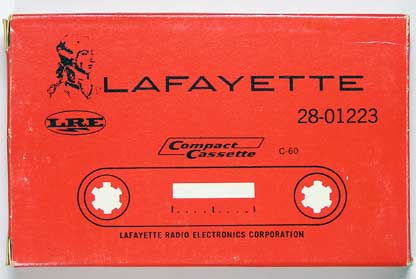 LAFAYETTE
28-01223
LRE
Compact
Cassette
C-60
LAFAYETTE RADIO ELECTRONICS CORPORATION